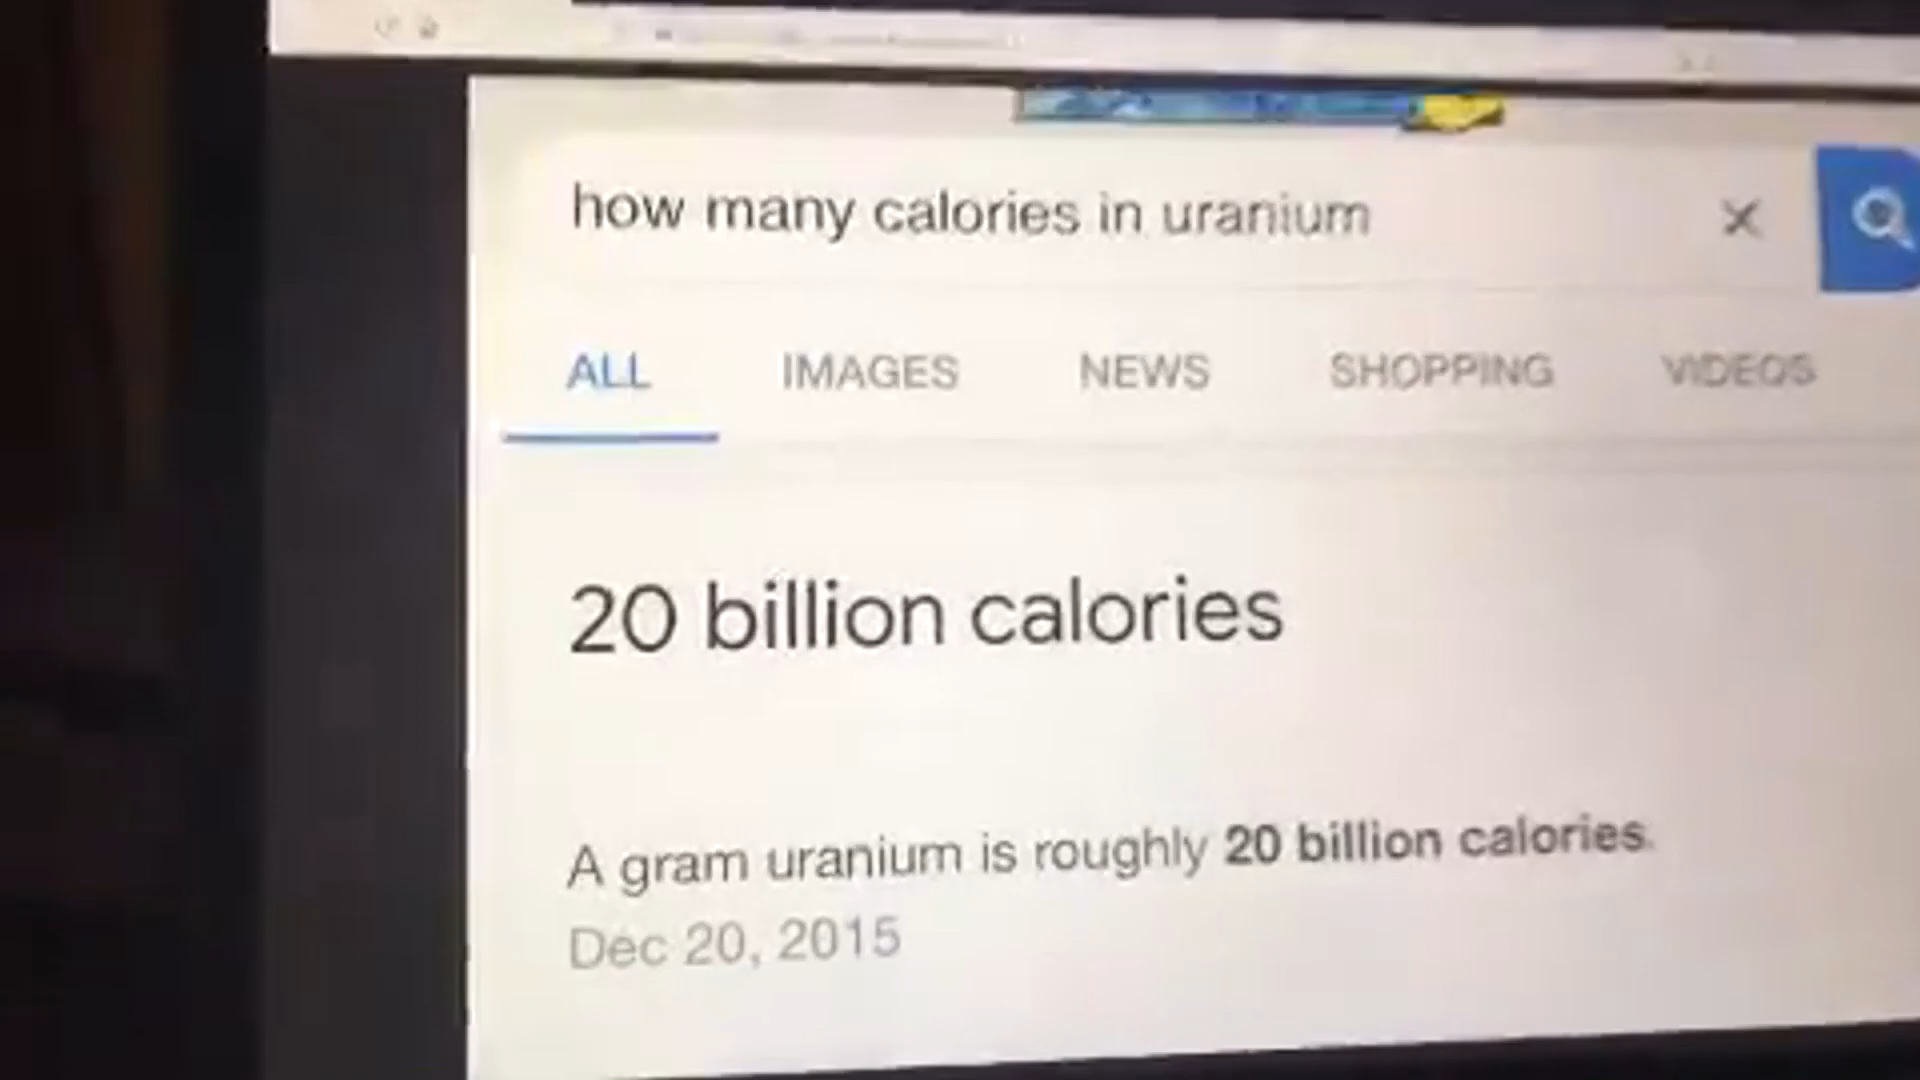 how many calories in uranium
ALL IMAGES NEWS SHOPPING VIDEOS
20 billion calories
A gram uranium is roughly 20 billion calories.
Dec 20, 2015